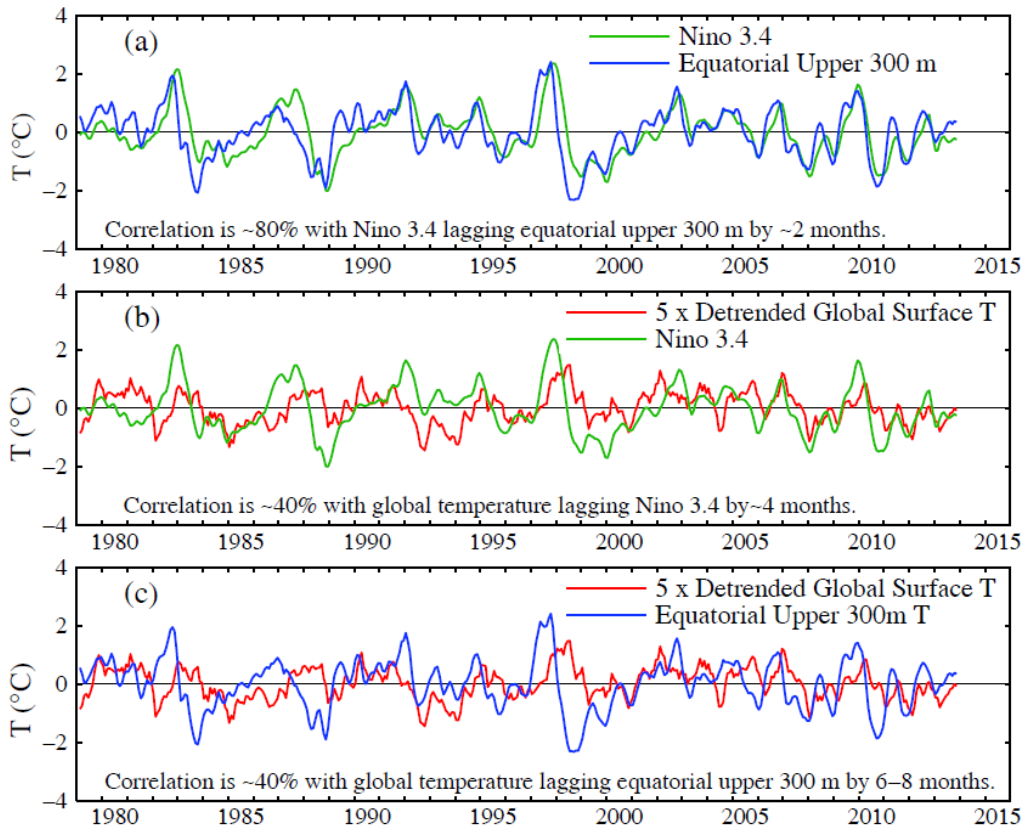 4
(a)
Nino 3.4
Equatorial Upper 300 m
2
0
T (°C)
−2
Correlation is ~80% with Nino 3.4 lagging equatorial upper 300 m by ~2 months.
−4
1980 1985 1990 1995 2000 2005 2010 2015
4
(b)
5 x Detrended Global Surface T
Nino 3.4
2
0
T (°C)
−2
Correlation is ~40% with global temperature lagging Nino 3.4 by~4 months.
−4
1980 1985 1990 1995 2000 2005 2010 2015
4
(c)
5 x Detrended Global Surface T
Equatorial Upper 300m T
2
0
T (°C)
−2
Correlation is ~40% with global temperature lagging equatorial upper 300 m by 6–8 months.
−4
1980 1985 1990 1995 2000 2005 2010 2015